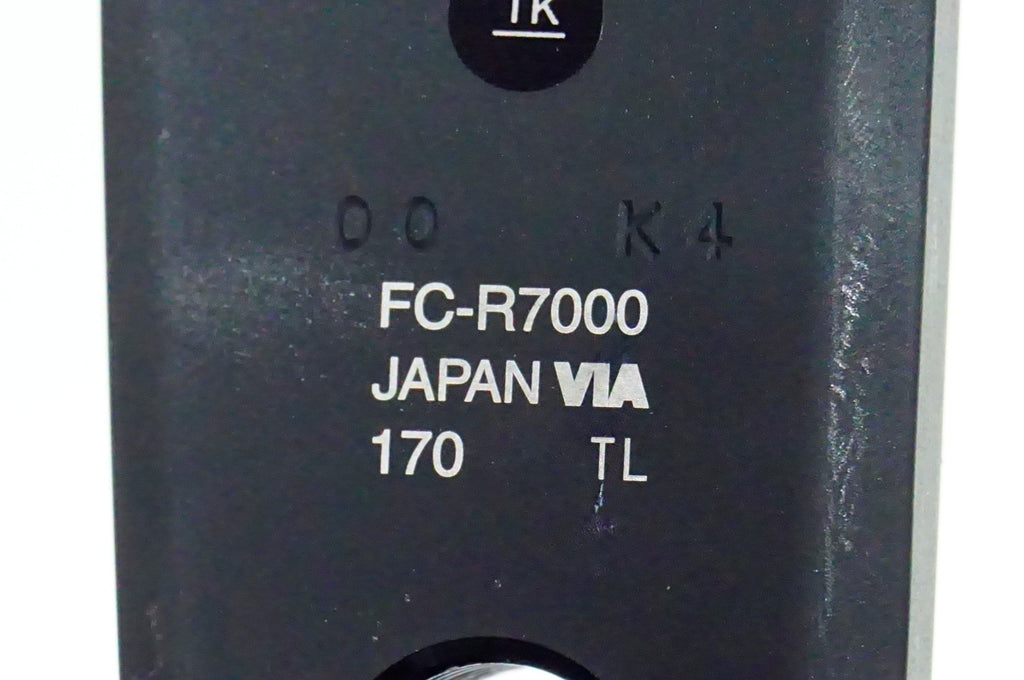 TK
00 K4
FC-R7000
JAPAN VIA
170 TL